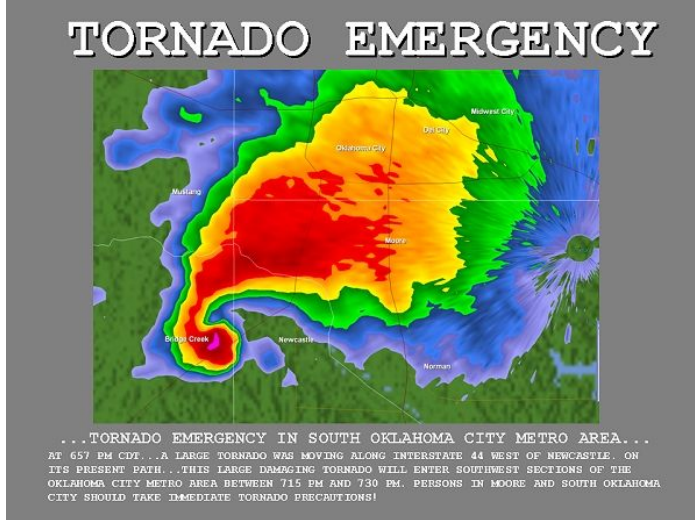 TORNADO EMERGENCY
Midwest City
Del City
Oklahoma City
Mustang
Moore
Bridge Creek
Newcastle
Norman
...TORNADO EMERGENCY IN SOUTH OKLAHOMA CITY METRO AREA...
AT 657 PM CDT...A LARGE TORNADO WAS MOVING ALONG INTERSTATE 44 WEST OF NEWCASTLE. ON
ITS PRESENT PATH...THIS LARGE DAMAGING TORNADO WILL ENTER SOUTHWEST SECTIONS OF THE
OKLAHOMA CITY METRO AREA BETWEEN 715 PM AND 730 PM. PERSONS IN MOORE AND SOUTH OKLAHOMA
CITY SHOULD TAKE IMMEDIATE TORNADO PRECAUTIONS!